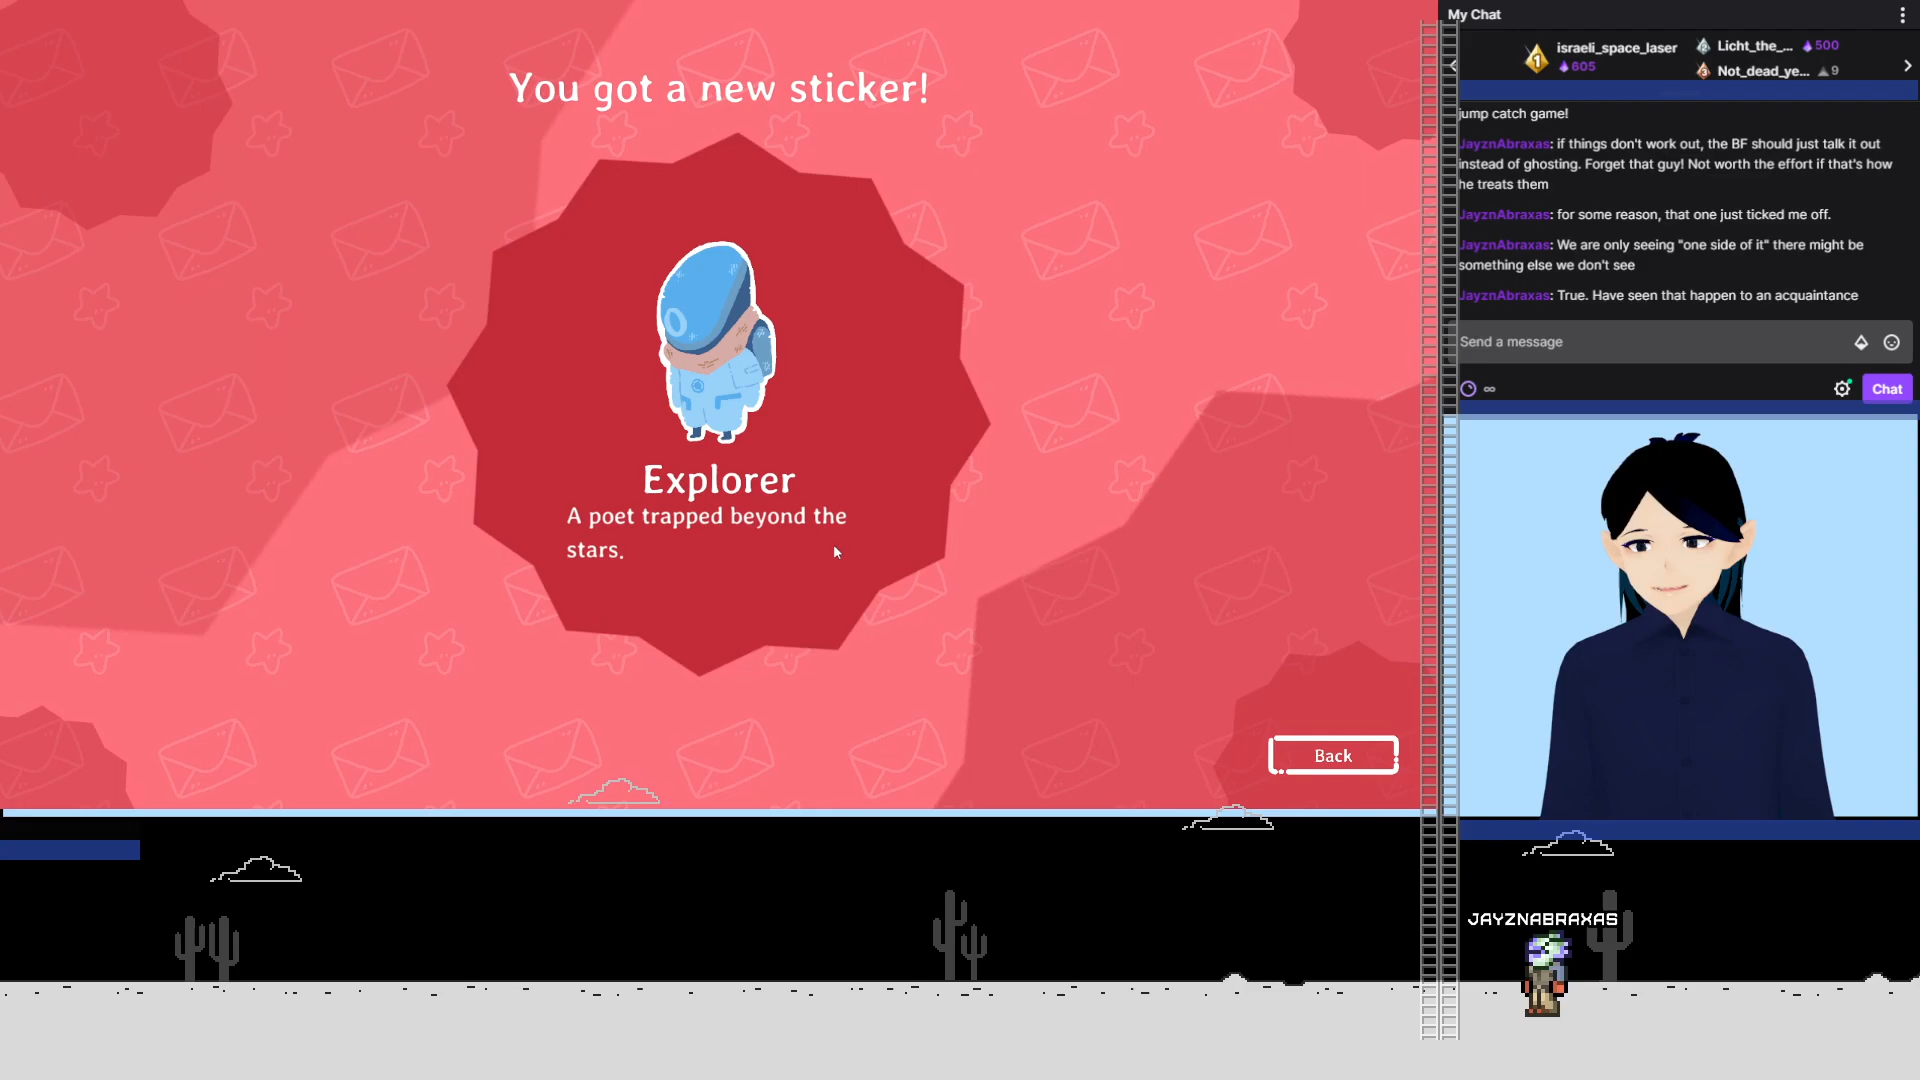 You got a new sticker!
Explorer
A poet trapped beyond the
stars.
Back
My Chat
1
israeli_space_laser
605
2
Licht_the_...
500
3
Not_dead_ye...
9
jump catch game!
JayznAbraxas: if things don't work out, the BF should just talk it out
instead of ghosting. Forget that guy! Not worth the effort if that's how
he treats them
JayznAbraxas: for some reason, that one just ticked me off.
JayznAbraxas: We are only seeing "one side of it" there might be
something else we don't see
JayznAbraxas: True. Have seen that happen to an acquaintance
Send a message
∞
Chat
JAYZNABRAXAS